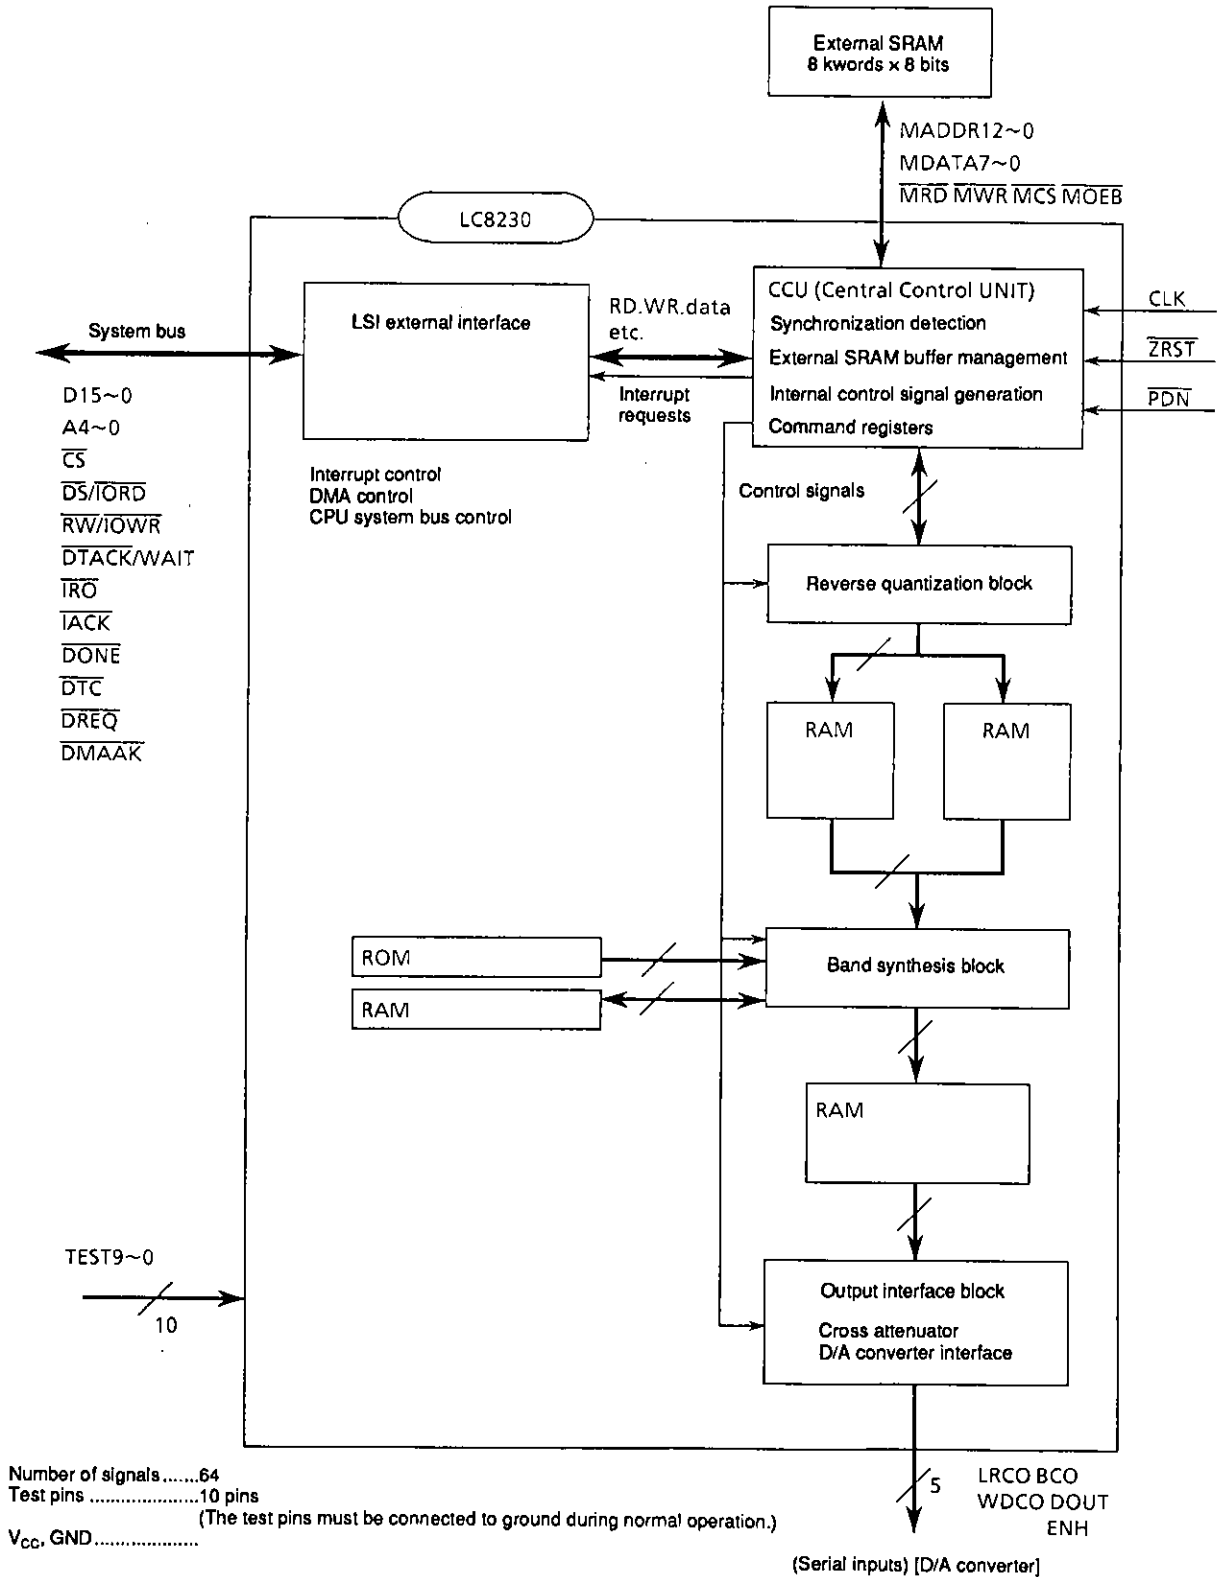 External SRAM
8 kwords × 8 bits
MADDR12~0
MDATA7~0
MRD MWR MCS MOEB
LC8230
LSI external interface
RD.WR.data
etc.
Interrupt
requests
CCU (Central Control UNIT)
Synchronization detection
External SRAM buffer management
Internal control signal generation
Command registers
CLK
ZRST
PDN
System bus
D15~0
A4~0
CS
DS/IORD
RW/IOWR
DTACK/WAIT
IRO
IACK
DONE
DTC
DREQ
DMAAK
Interrupt control
DMA control
CPU system bus control
Control signals
Reverse quantization block
RAM
RAM
ROM
RAM
Band synthesis block
RAM
TEST9~0
10
Output interface block
Cross attenuator
D/A converter interface
Number of signals.......64
Test pins .....................10 pins
(The test pins must be connected to ground during normal operation.)
VCC, GND....................
5
LRCO BCO
WDCO DOUT
ENH
(Serial inputs) [D/A converter]